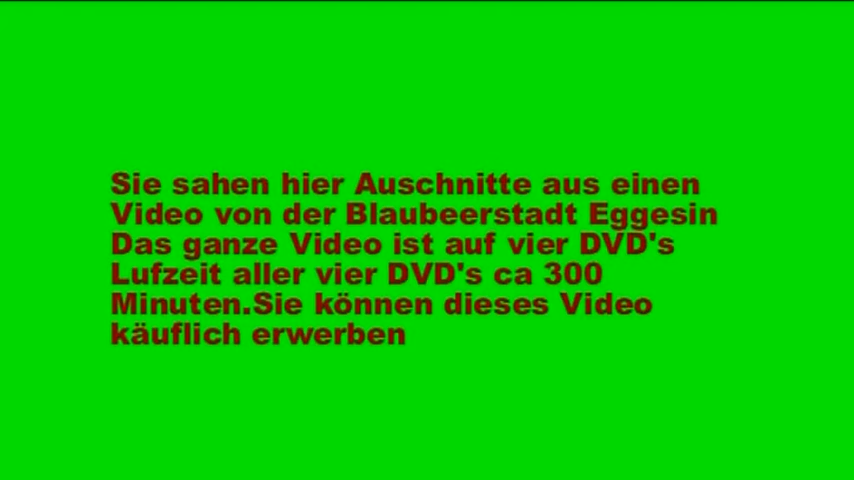 Sie sahen hier Auschnitte aus einen
Video von der Blaubeerstadt Eggesin
Das ganze Video ist auf vier DVD's
Lufzeit aller vier DVD's ca 300
Minuten.Sie können dieses Video
käuflich erwerben